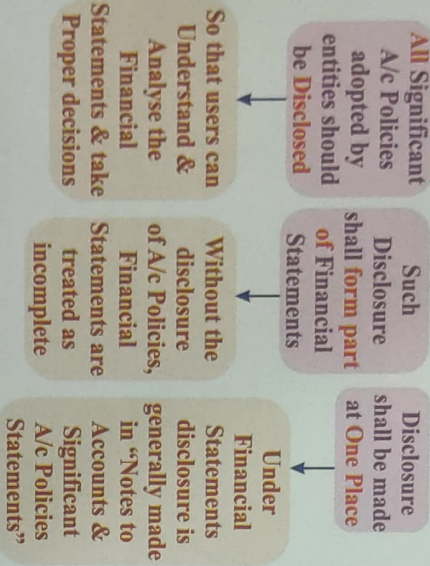 All Significant
A/c Policies
adopted by
entities should
be Disclosed
So that users can
Understand &
Analyse the
Financial
Statements & take
Proper decisions
Such
Disclosure
shall form part
of Financial
Statements
Without the
disclosure
of A/c Policies,
Financial
Statements are
treated as
incomplete
Disclosure
shall be made
at One Place
Under
Financial
Statements
disclosure is
generally made
in “Notes to
Accounts &
Significant
A/c Policies
Statements”